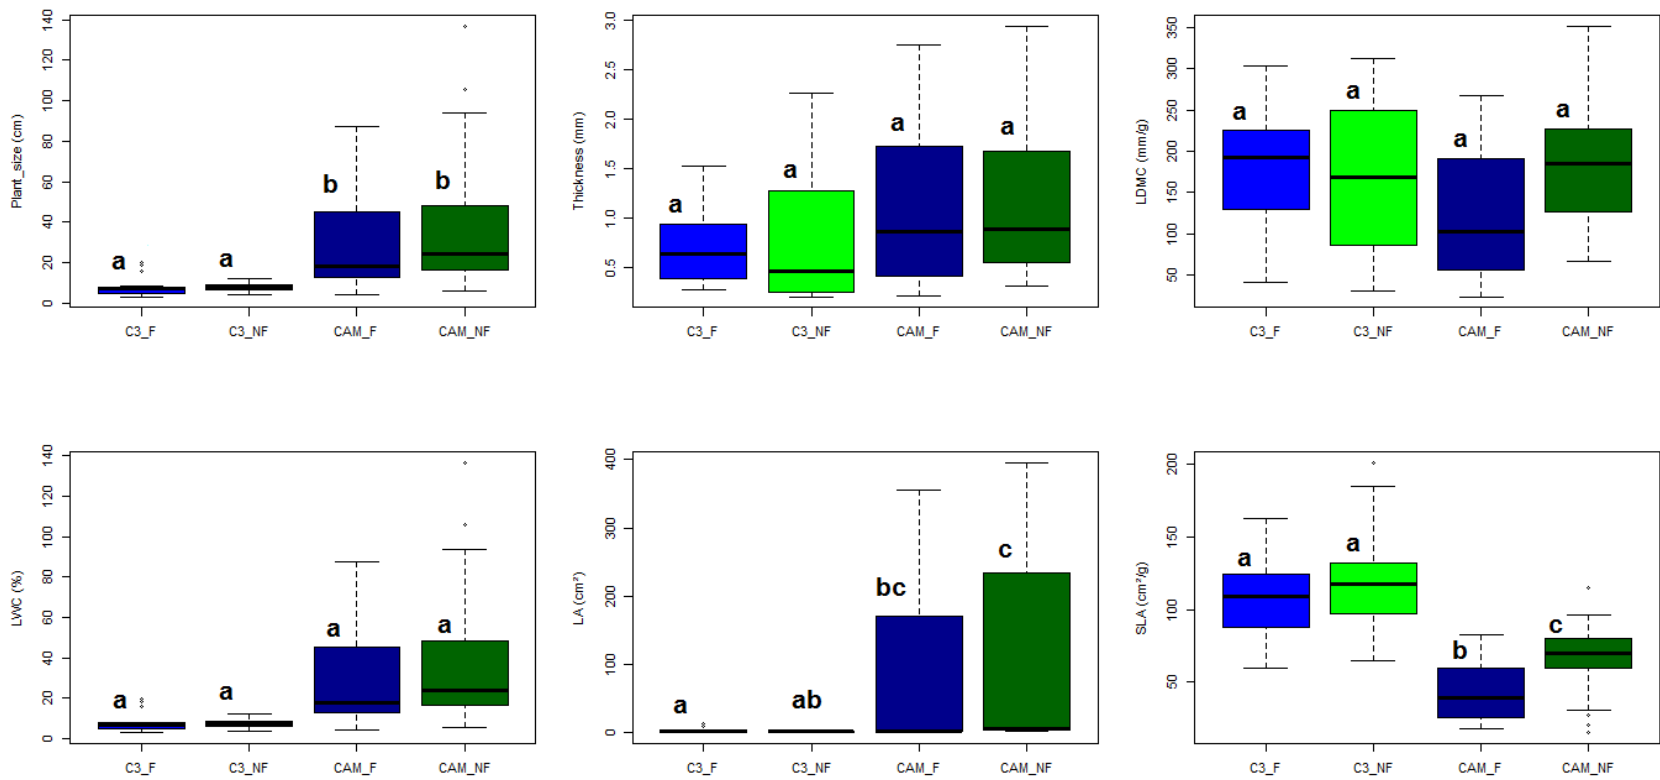 Plant_size (cm)
0 20 40 60 80 100 120 140
a a b b
C3_F C3_NF CAM_F CAM_NF
Thickness (mm)
0.5 1.0 1.5 2.0 2.5 3.0
a a a a
C3_F C3_NF CAM_F CAM_NF
LDMC (mm/g)
50 100 150 200 250 300 350
a a a a
C3_F C3_NF CAM_F CAM_NF
LWC (%)
0 20 40 60 80 100 120 140
a a a a
C3_F C3_NF CAM_F CAM_NF
LA (cm²)
0 100 200 300 400
a ab bc c
C3_F C3_NF CAM_F CAM_NF
SLA (cm²/g)
50 100 150 200
a a b c
C3_F C3_NF CAM_F CAM_NF